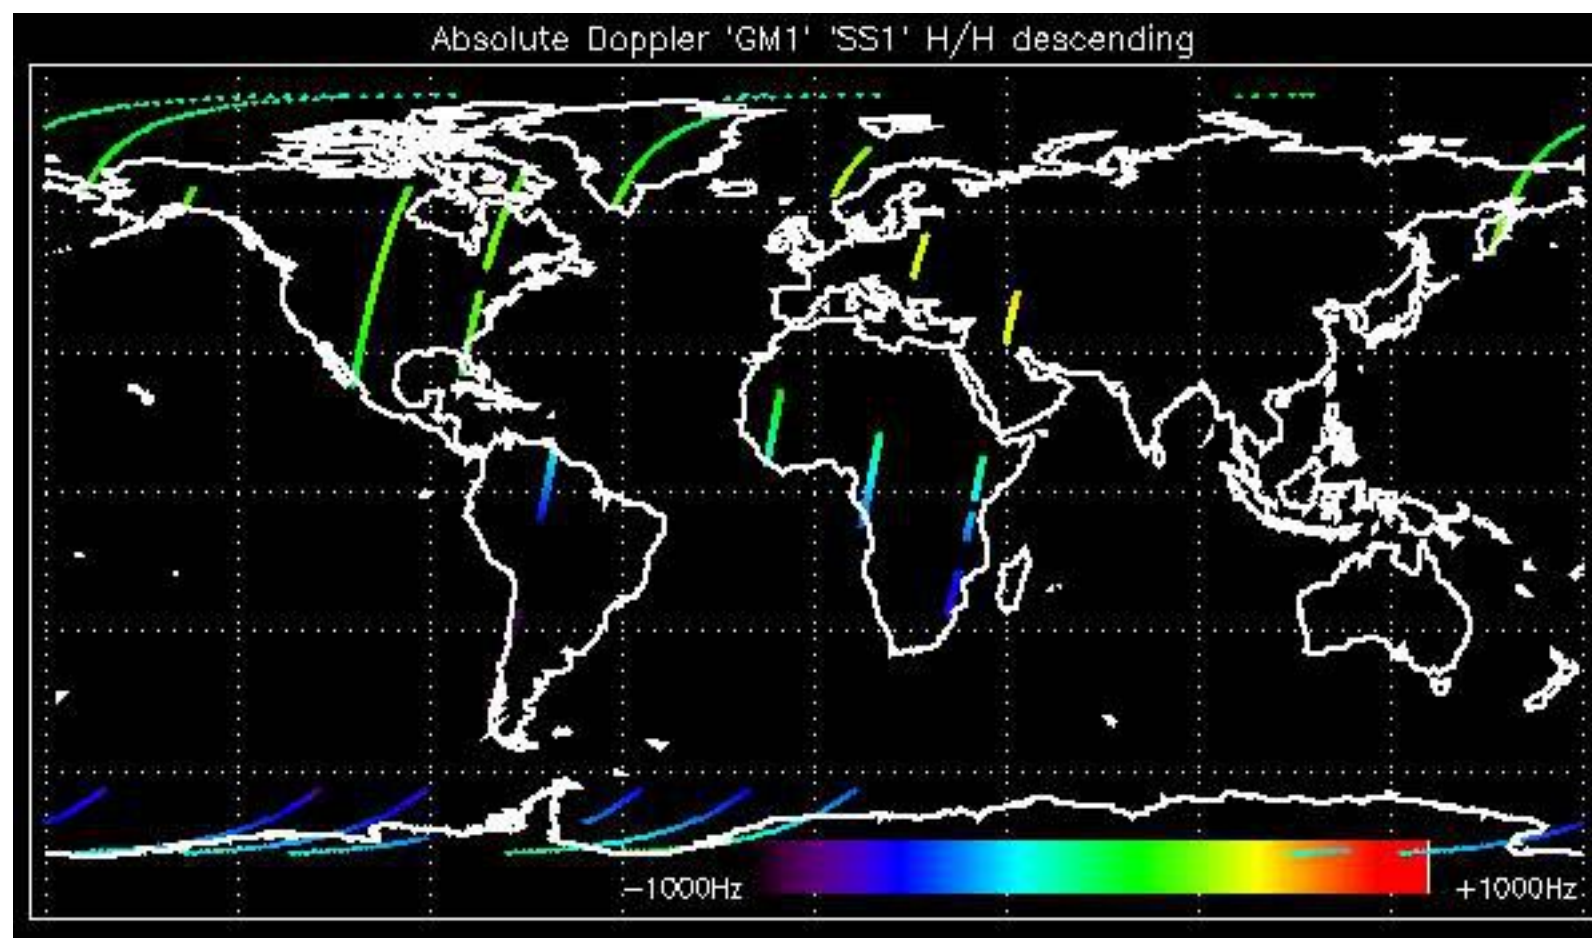 Absolute Doppler 'GM1' 'SS1' H/H descending
−1000Hz +1000Hz